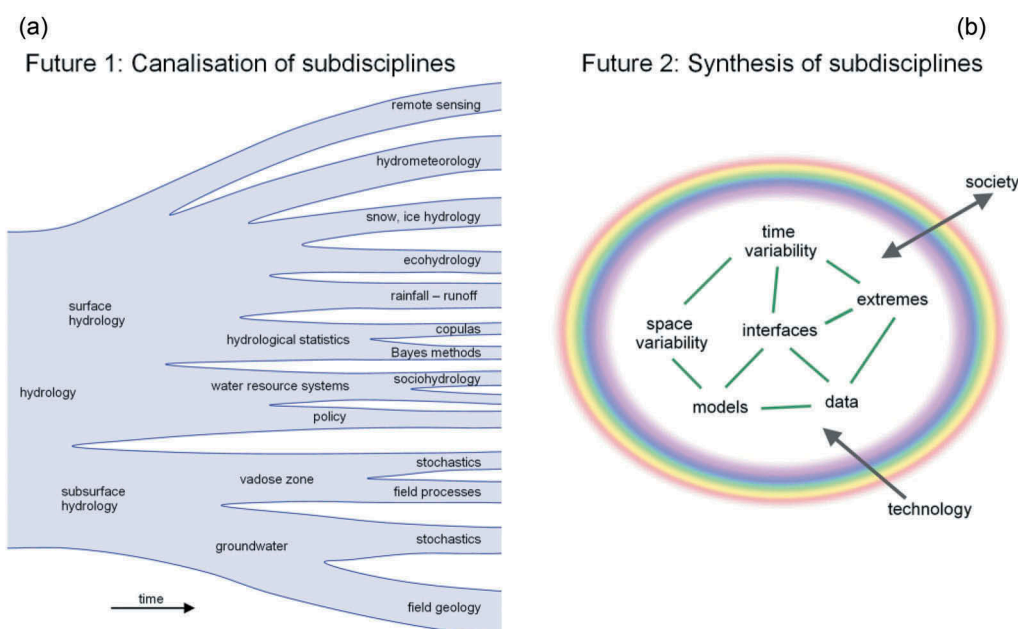 (a)
Future 1: Canalisation of subdisciplines
remote sensing
hydrometeorology
snow, ice hydrology
ecohydrology
rainfall – runoff
surface
hydrology
copulas
hydrological statistics
Bayes methods
sociohydrology
hydrology
water resource systems
policy
stochastics
vadose zone
subsurface
hydrology
field processes
stochastics
groundwater
time
field geology
(b)
Future 2: Synthesis of subdisciplines
society
time
variability
extremes
space
variability
interfaces
models
data
technology